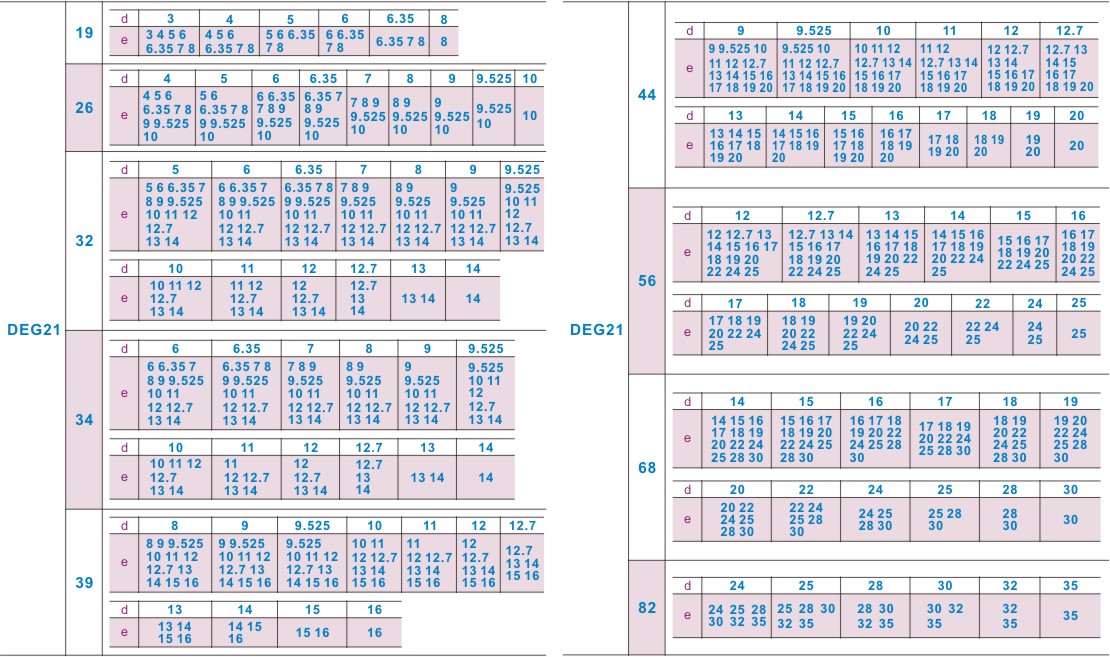 DEG21
19
d 3 4 5 6 6.35 8
e 3 4 5 6 4 5 6 5 6 6.35 6 6.35 6.35 7 8 8
6.35 7 8 6.35 7 8 7 8 7 8
26
d 4 5 6 6.35 7 8 9 9.525 10
e 4 5 6 5 6 6 6.35 6.35 7 7 8 9 8 9 9 9.525 10
6.35 7 8 6.35 7 8 7 8 9 8 9 9.525 9.525 9.525 10
9 9.525 9 9.525 9.525 9.525 10 10 10
10 10 10 10
32
d 5 6 6.35 7 8 9 9.525
e 5 6 6.35 7 6 6.35 7 6.35 7 8 7 8 9 8 9 9 9.525
8 9 9.525 8 9 9.525 9 9.525 9.525 9.525 9.525 10 11
10 11 12 10 11 10 11 10 11 10 11 10 11 12
12.7 12 12.7 12 12.7 12 12.7 12 12.7 12 12.7 12.7
13 14 13 14 13 14 13 14 13 14 13 14 13 14
d 10 11 12 12.7 13 14
e 10 11 12 11 12 12 12.7 13 14 14
12.7 12.7 12.7 13
13 14 13 14 13 14 14
34
d 6 6.35 7 8 9 9.525
e 6 6.35 7 6.35 7 8 7 8 9 8 9 9 9.525
8 9 9.525 9 9.525 9.525 9.525 9.525 10 11
10 11 10 11 10 11 10 11 10 11 12
12 12.7 12 12.7 12 12.7 12 12.7 12 12.7 12.7
13 14 13 14 13 14 13 14 13 14 13 14
d 10 11 12 12.7 13 14
e 10 11 12 11 12 12.7 13 14 14
12.7 12 12.7 12.7 13
13 14 13 14 13 14 14
39
d 8 9 9.525 10 11 12 12.7
e 8 9 9.525 9 9.525 9.525 10 11 11 12 12.7
10 11 12 10 11 12 10 11 12 12 12.7 12 12.7 12.7 13 14
12.7 13 12.7 13 12.7 13 13 14 13 14 13 14 15 16
14 15 16 14 15 16 14 15 16 15 16 15 16 15 16
d 13 14 15 16
e 13 14 14 15 15 16 16
15 16 16
DEG21
44
d 9 9.525 10 11 12 12.7
e 9 9.525 10 9.525 10 10 11 12 11 12 12 12.7 12.7 13
11 12 12.7 11 12 12.7 12.7 13 14 12.7 13 14 13 14 14 15
13 14 15 16 13 14 15 16 15 16 17 15 16 17 15 16 17 16 17
17 18 19 20 17 18 19 20 18 19 20 18 19 20 18 19 20 18 19 20
d 13 14 15 16 17 18 19 20
e 13 14 15 14 15 16 15 16 16 17 17 18 18 19 19 20
16 17 18 17 18 19 17 18 18 19 19 20 20 20
19 20 20 19 20 20
56
d 12 12.7 13 14 15 16
e 12 12.7 13 12.7 13 14 13 14 15 14 15 16 15 16 17 16 17
14 15 16 17 15 16 17 16 17 18 17 18 19 18 19 20 18 19
18 19 20 18 19 20 19 20 22 20 22 24 22 24 25 20 22
22 24 25 22 24 25 24 25 25 24 25
d 17 18 19 20 22 24 25
e 17 18 19 18 19 19 20 20 22 22 24 24 25
20 22 24 20 22 22 24 24 25 25 25
25 24 25 25
68
d 14 15 16 17 18 19
e 14 15 16 15 16 17 16 17 18 17 18 19 18 19 19 20
17 18 19 18 19 20 19 20 22 20 22 24 20 22 22 24
20 22 24 22 24 25 24 25 28 25 28 30 24 25 25 28
25 28 30 28 30 30 28 30 30
d 20 22 24 25 28 30
e 20 22 22 24 24 25 25 28 28 30
24 25 25 28 28 30 30 30
28 30 30
82
d 24 25 28 30 32 35
e 24 25 28 25 28 30 28 30 30 32 32 35
30 32 35 32 35 32 35 35 35